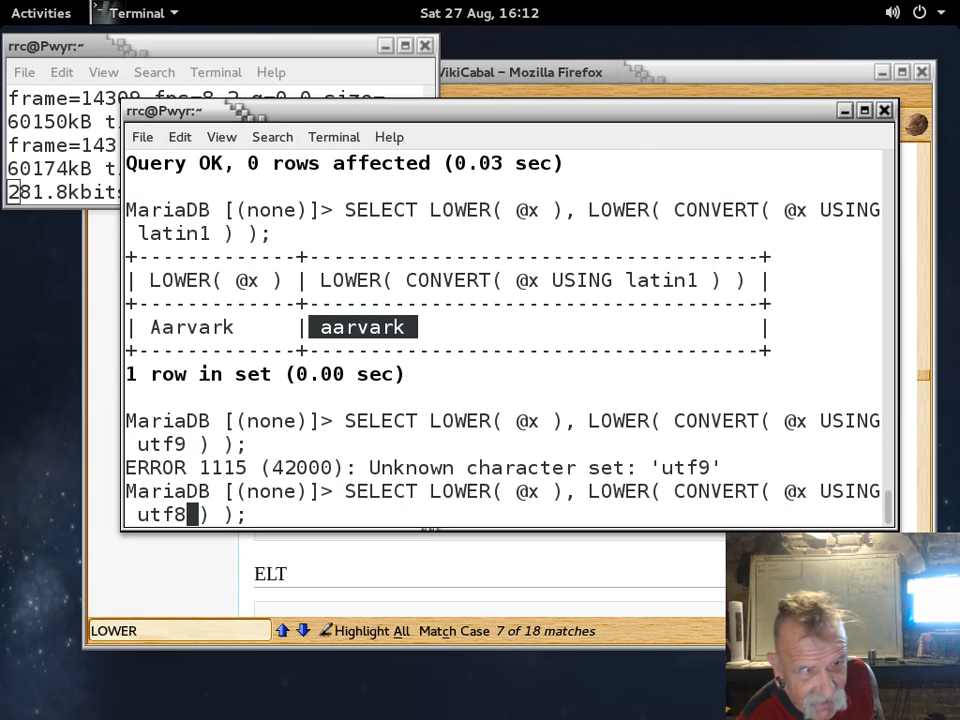 Activities
Terminal
Sat 27 Aug, 16:12
rrc@Pwyr:~
File Edit View Search Terminal Help
60150kB
60174kB
281.8kbits
VikiCabal – Mozilla Firefox
rrc@Pwyr:~
File Edit View Search Terminal Help
Query OK, 0 rows affected (0.03 sec)
MariaDB [(none)]> SELECT LOWER( @x ), LOWER( CONVERT( @x USING
latin1 ) );
+-------------+--------------------------------------+
| LOWER( @x ) | LOWER( CONVERT( @x USING latin1 ) ) |
+-------------+--------------------------------------+
| Aarvark | aarvark |
+-------------+--------------------------------------+
1 row in set (0.00 sec)
MariaDB [(none)]> SELECT LOWER( @x ), LOWER( CONVERT( @x USING
utf9 ) );
ERROR 1115 (42000): Unknown character set: 'utf9'
MariaDB [(none)]> SELECT LOWER( @x ), LOWER( CONVERT( @x USING
utf8 ) );
ELT
LOWER
Highlight All Match Case 7 of 18 matches